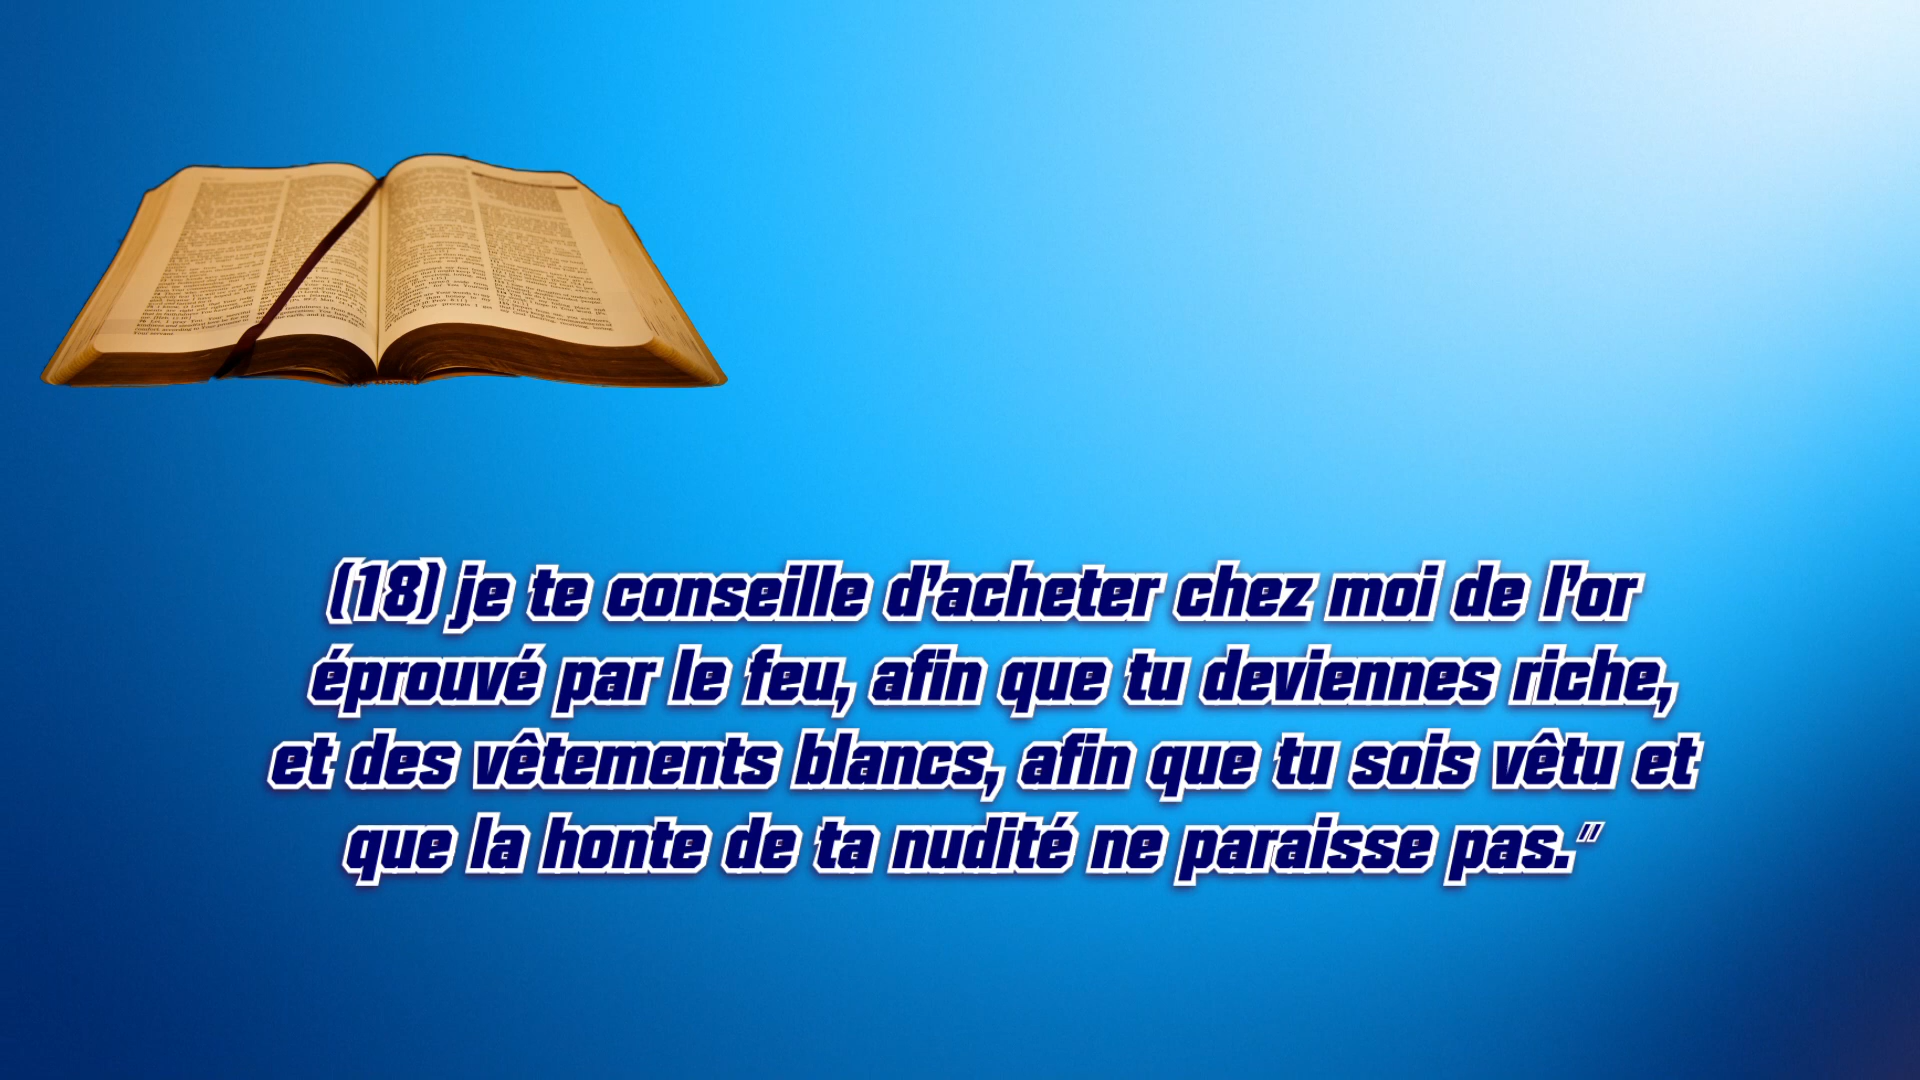 (18) je te conseille d’acheter chez moi de l’or
éprouvé par le feu, afin que tu deviennes riche,
et des vêtements blancs, afin que tu sois vêtu et
que la honte de ta nudité ne paraisse pas."